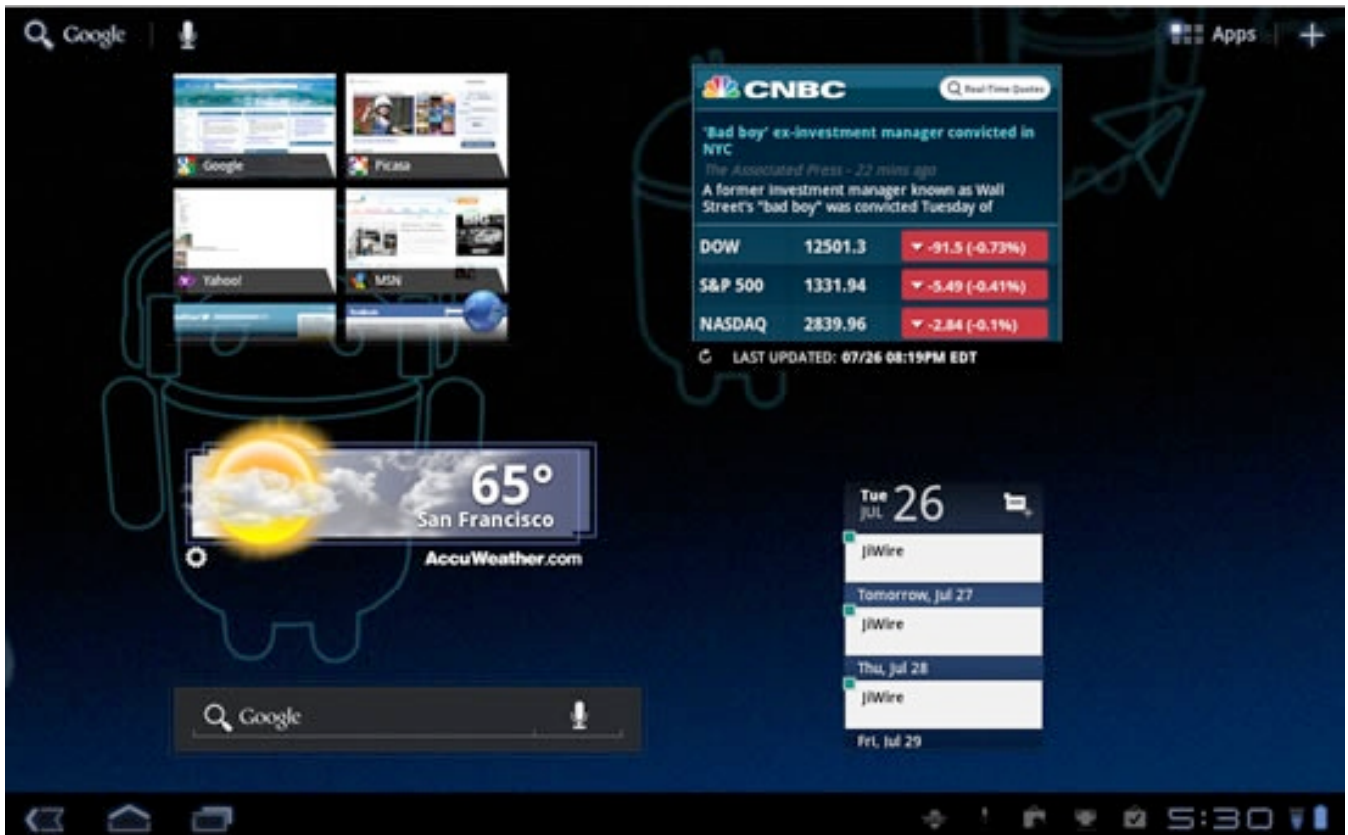 Google
Apps
Google
Picasa
Yahoo!
MSN
CNBC
Real-Time Quotes
'Bad boy' ex-investment manager convicted in
NYC
The Associated Press - 22 mins ago
A former investment manager known as Wall
Street's "bad boy" was convicted Tuesday of
DOW 12501.3 -91.5 (-0.73%)
S&P 500 1331.94 -5.49 (-0.41%)
NASDAQ 2839.96 -2.84 (-0.1%)
LAST UPDATED: 07/26 08:19PM EDT
65°
San Francisco
AccuWeather.com
Tue
JUL 26
JiWire
Tomorrow, Jul 27
JiWire
Thu, Jul 28
JiWire
Fri, Jul 29
Google
5:30